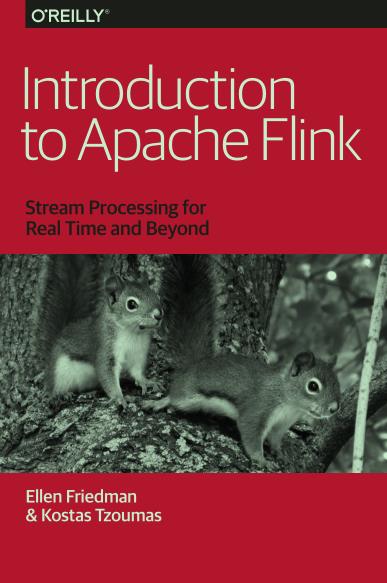 O'REILLY®
Introduction
to Apache Flink
Stream Processing for
Real Time and Beyond
Ellen Friedman
& Kostas Tzoumas